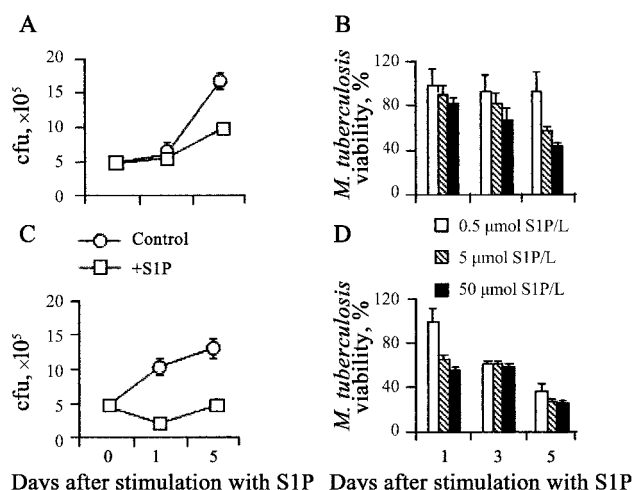 A
20
15
10
5
0
cfu, ×10⁵
B
120
80
40
0
M. tuberculosis
viability, %
C
Control
+S1P
20
15
10
5
0
cfu, ×10⁵
0 1 5
Days after stimulation with S1P
0.5 µmol S1P/L
5 µmol S1P/L
50 µmol S1P/L
D
120
80
40
0
M. tuberculosis
viability, %
1 3 5
Days after stimulation with S1P